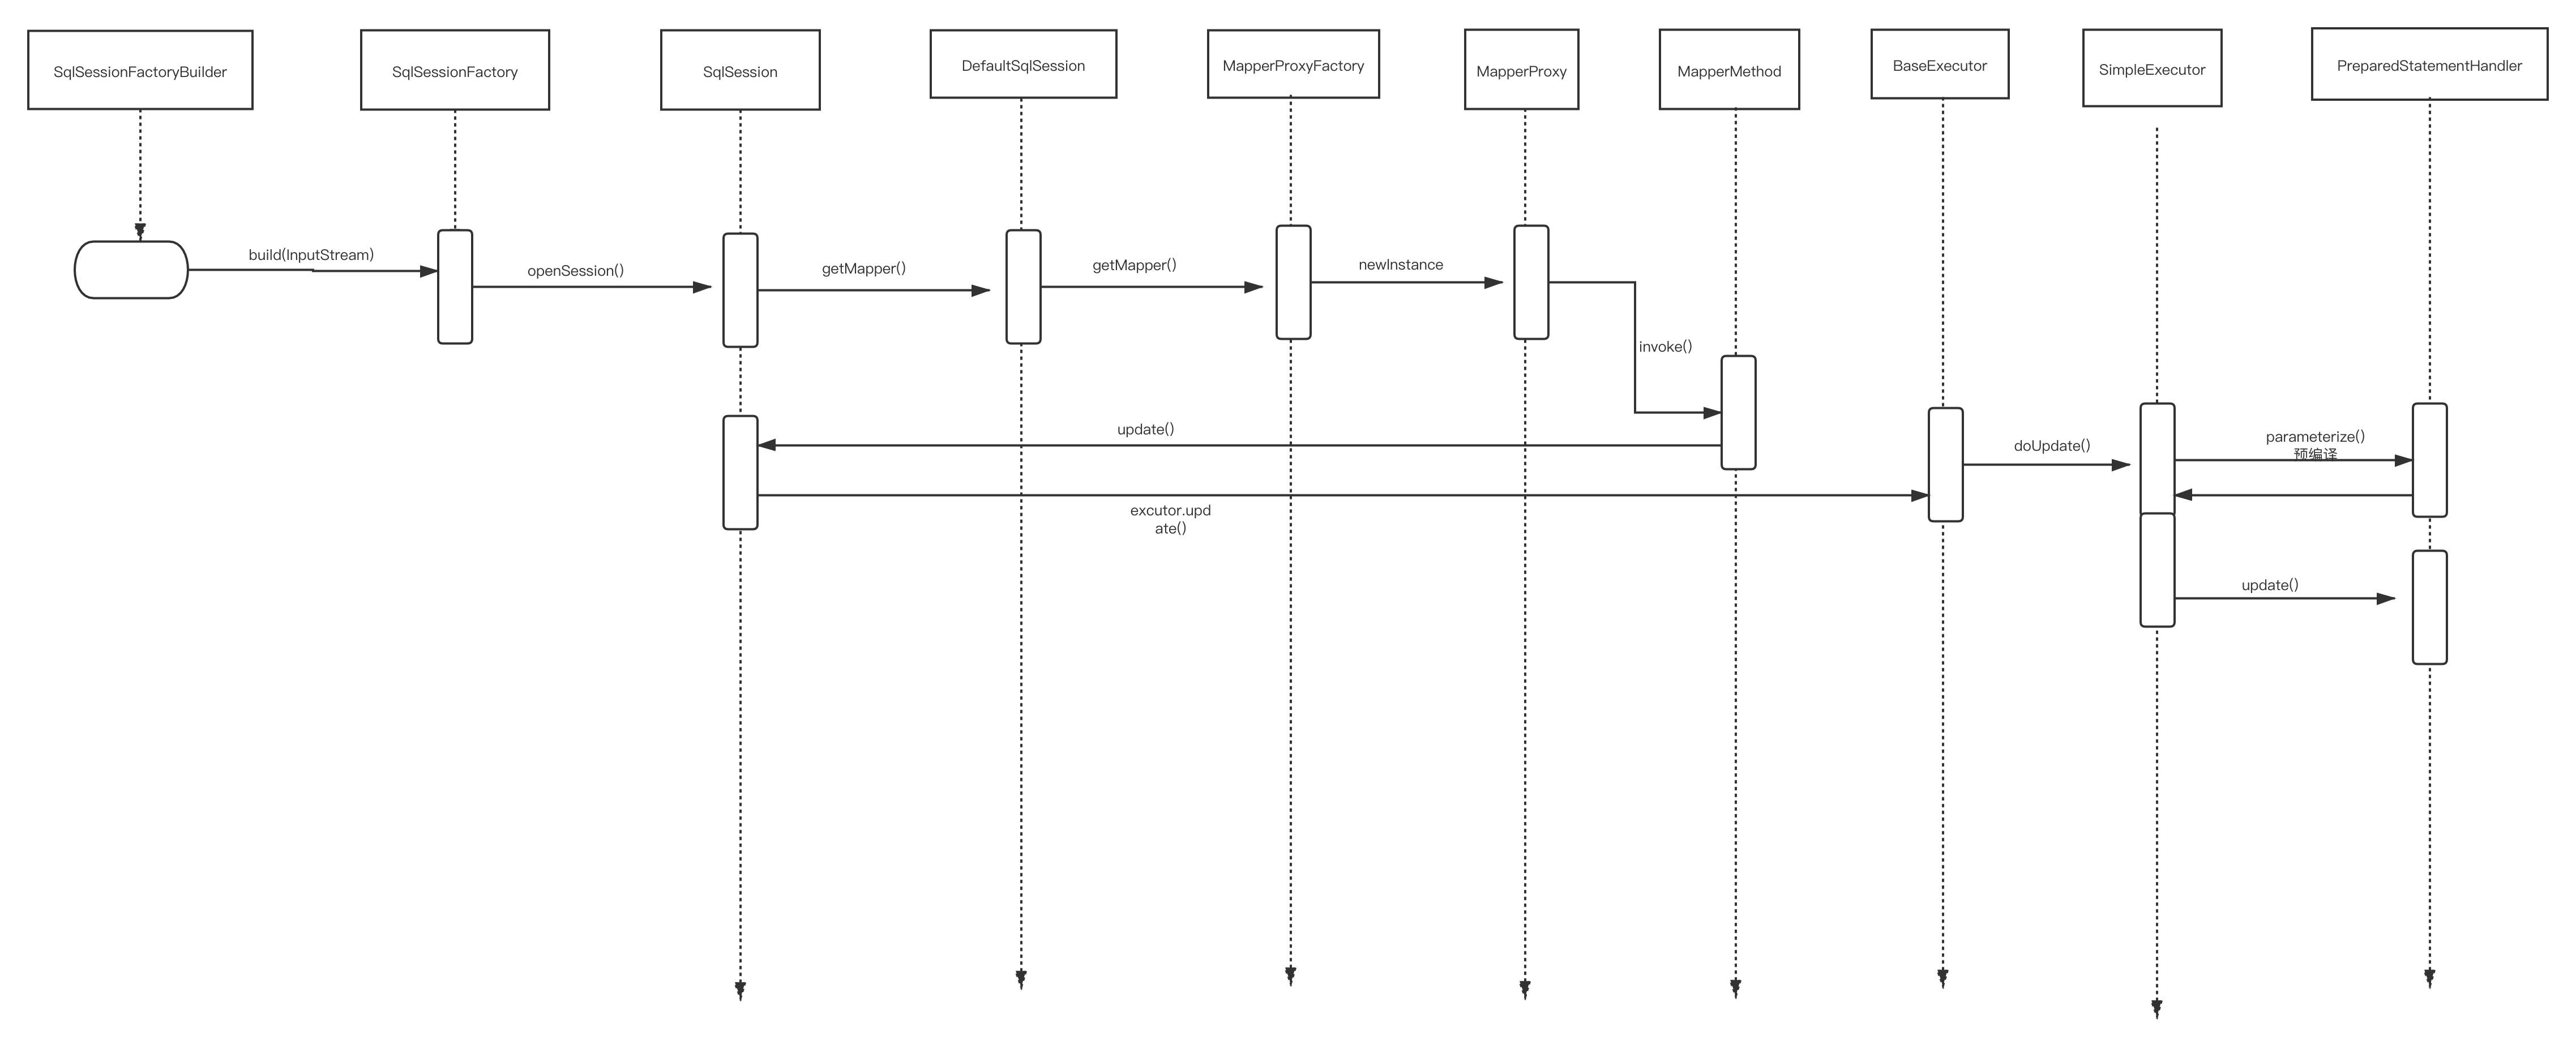 SqlSessionFactoryBuilder
SqlSessionFactory
SqlSession
DefaultSqlSession
MapperProxyFactory
MapperProxy
MapperMethod
BaseExecutor
SimpleExecutor
PreparedStatementHandler
build(InputStream)
openSession()
getMapper()
getMapper()
newInstance
invoke()
update()
excutor.upd
ate()
doUpdate()
parameterize()
预编译
update()